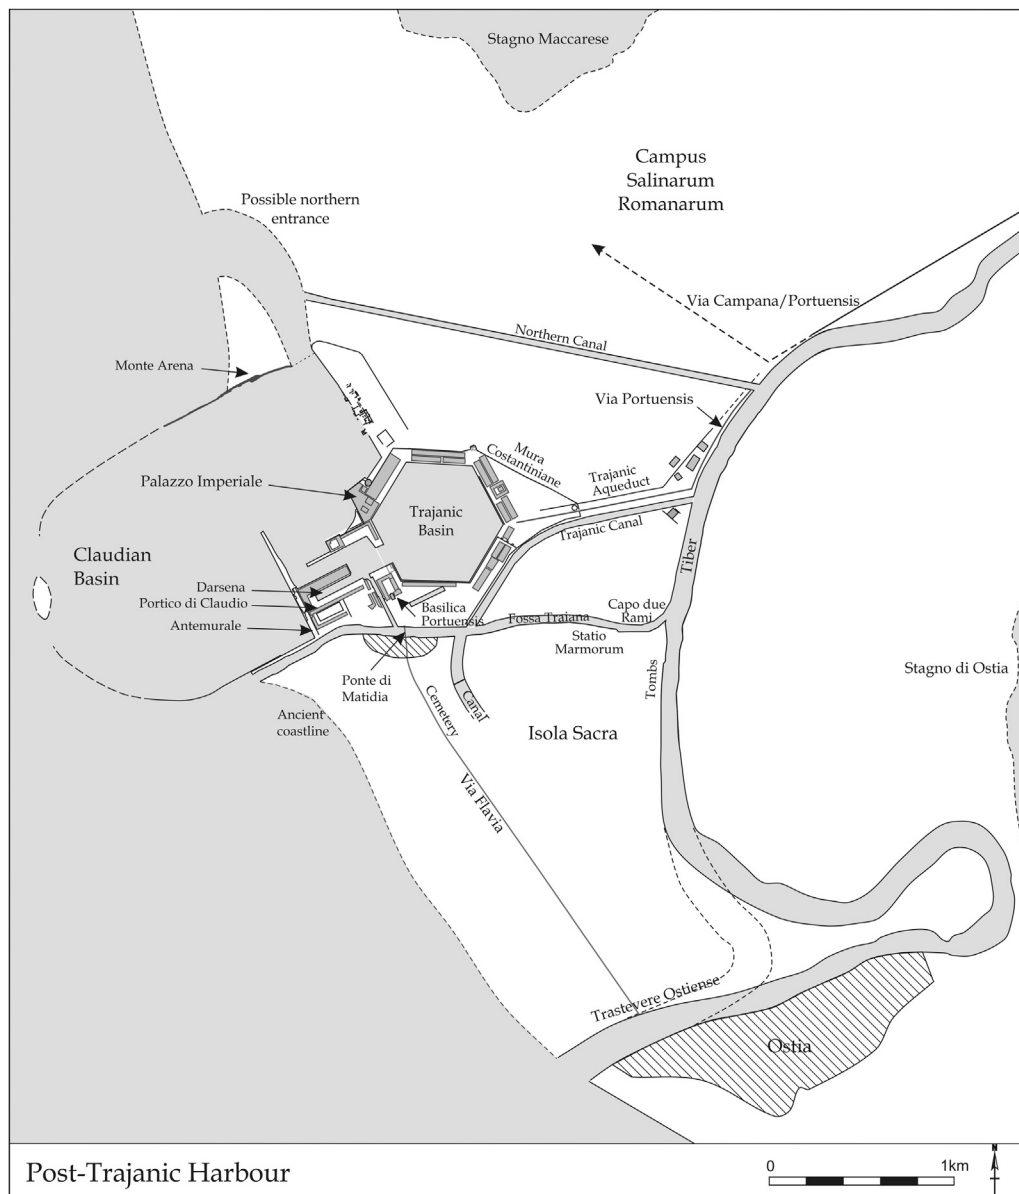 Stagno Maccarese
Campus
Salinarum
Romanarum
Possible northern
entrance
Via Campana/Portuensis
Northern Canal
Monte Arena
Via Portuensis
Mura
Costantiniane
Trajanic
Aqueduct
Palazzo Imperiale
Trajanic
Basin
Trajanic Canal
Tiber
Claudian
Basin
Darsena
Portico di Claudio
Antemurale
Basilica
Portuensis
Fossa Traiana
Capo due
Rami
Statio
Marmorum
Ponte di
Matidia
Cemetery
Canal
Tombs
Stagno di Ostia
Ancient
coastline
Isola Sacra
Via Flavia
Trastevere Ostiense
Ostia
Post-Trajanic Harbour
0 1km
N